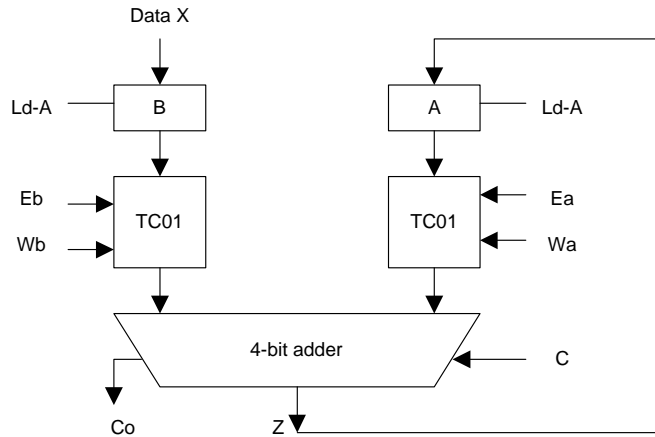 Data X
Ld-A
B
A
Ld-A
Eb
Wb
TC01
TC01
Ea
Wa
4-bit adder
C
Co
Z